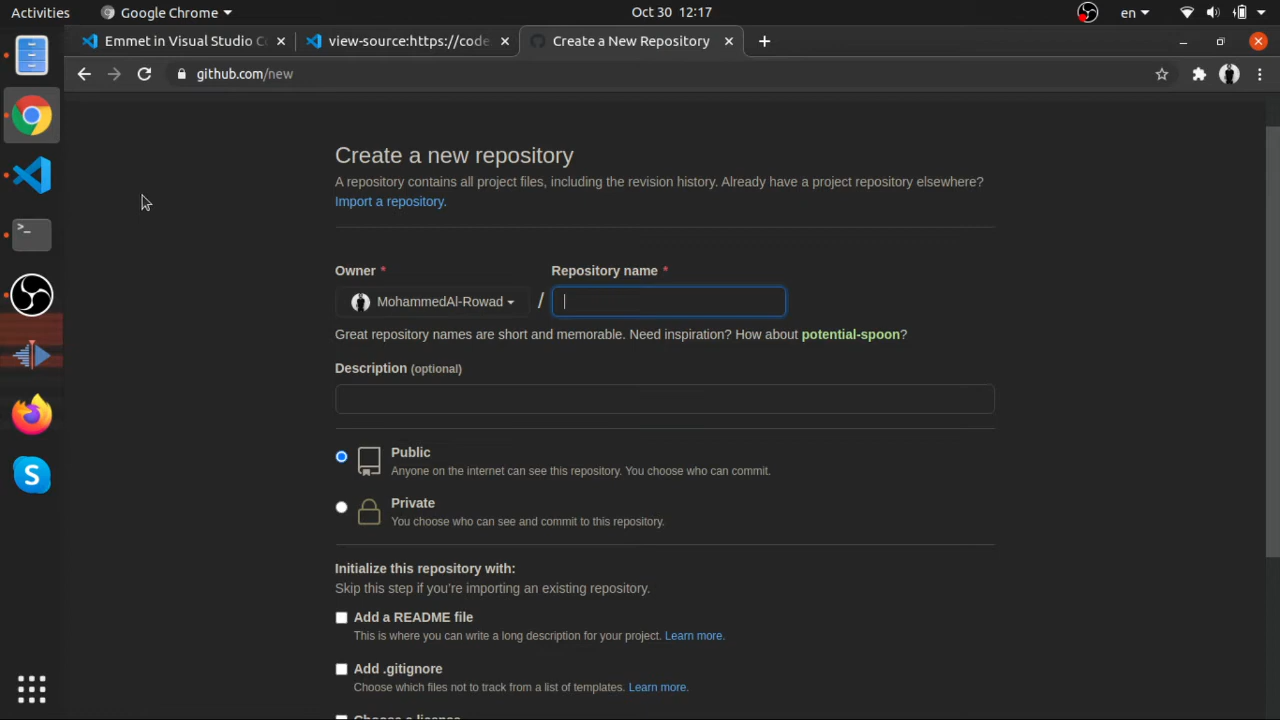 Activities
Google Chrome
Oct 30 12:17
en
Emmet in Visual Studio C
view-source:https://code
Create a New Repository
github.com/new
Create a new repository
A repository contains all project files, including the revision history. Already have a project repository elsewhere?
Import a repository.
Owner *
Repository name *
MohammedAl-Rowad
/
Great repository names are short and memorable. Need inspiration? How about potential-spoon?
Description (optional)
Public
Anyone on the internet can see this repository. You choose who can commit.
Private
You choose who can see and commit to this repository.
Initialize this repository with:
Skip this step if you're importing an existing repository.
Add a README file
This is where you can write a long description for your project. Learn more.
Add .gitignore
Choose which files not to track from a list of templates. Learn more.
Choose a license